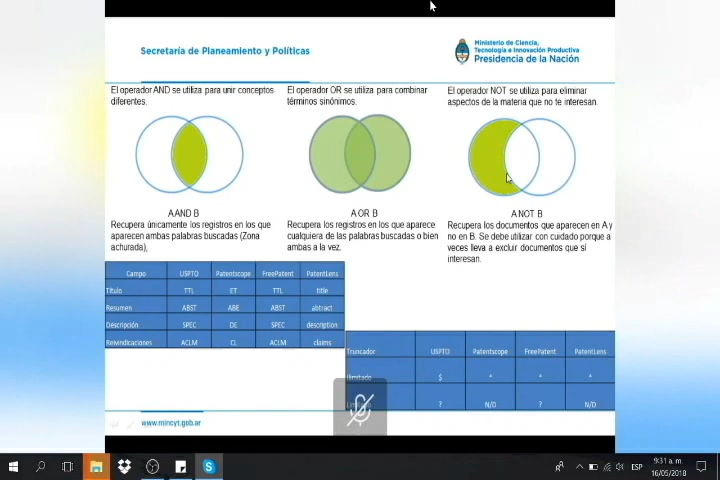 Secretaría de Planeamiento y Políticas
Ministerio de Ciencia,
Tecnología e Innovación Productiva
Presidencia de la Nación
El operador AND se utiliza para unir conceptos
diferentes.
El operador OR se utiliza para combinar
términos sinónimos.
El operador NOT se utiliza para eliminar
aspectos de la materia que no te interesan.
A AND B
Recupera únicamente los registros en los que
aparecen ambas palabras buscadas (Zona
achurada),
A OR B
Recupera los registros en los que aparece
cualquiera de las palabras buscadas o bien
ambas a la vez.
A NOT B
Recupera los documentos que aparecen en A y
no en B. Se debe utilizar con cuidado porque a
veces lleva a excluir documentos que sí
interesan.
Campo USPTO Patentscope FreePatent PatentLens
Título TTL ET TTL title
Resumen ABST ABE ABST abtract
Descripción SPEC DE SPEC description
Reivindicaciones ACLM CL ACLM claims
Truncador USPTO Patentscope FreePatent PatentLens
Ilimitado $ * * *
? N/D ? N/D
www.mincyt.gob.ar
ESP
9:31 a. m.
16/05/2018